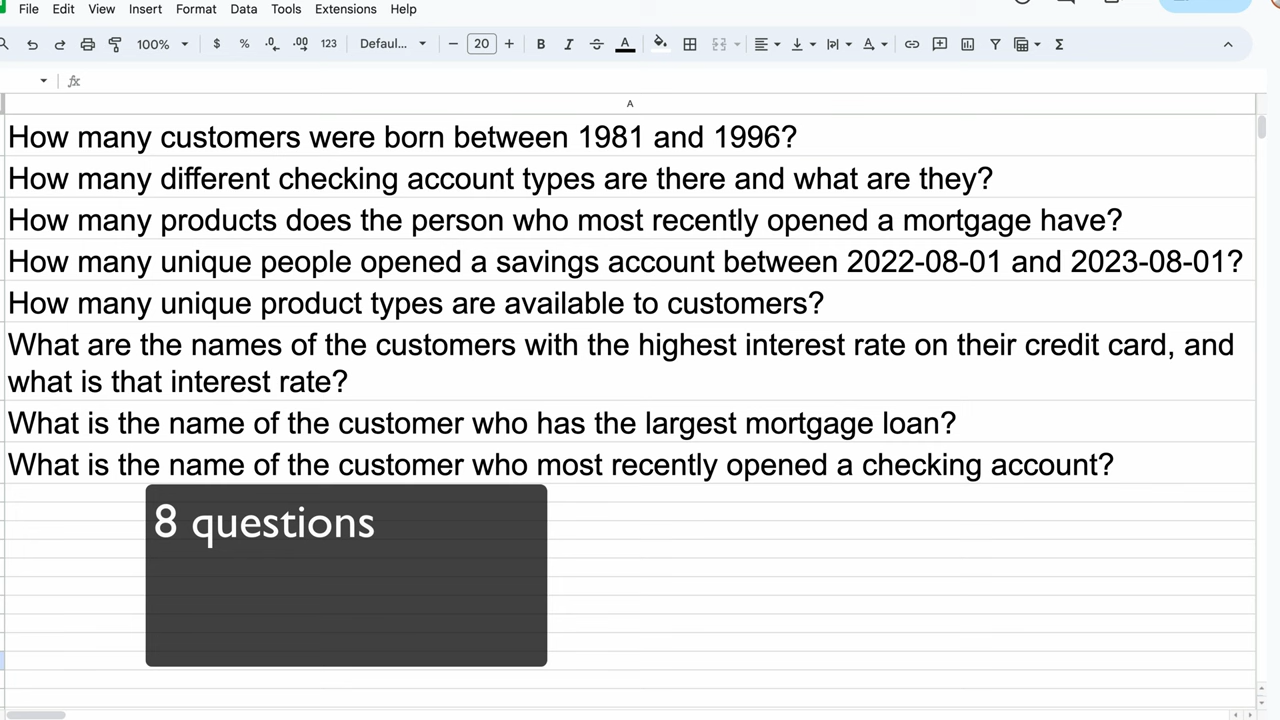 File Edit View Insert Format Data Tools Extensions Help
100% $ % .0 .00 123 Defaul... − 20 + B I S A Σ
fx
A
How many customers were born between 1981 and 1996?
How many different checking account types are there and what are they?
How many products does the person who most recently opened a mortgage have?
How many unique people opened a savings account between 2022-08-01 and 2023-08-01?
How many unique product types are available to customers?
What are the names of the customers with the highest interest rate on their credit card, and
what is that interest rate?
What is the name of the customer who has the largest mortgage loan?
What is the name of the customer who most recently opened a checking account?
8 questions